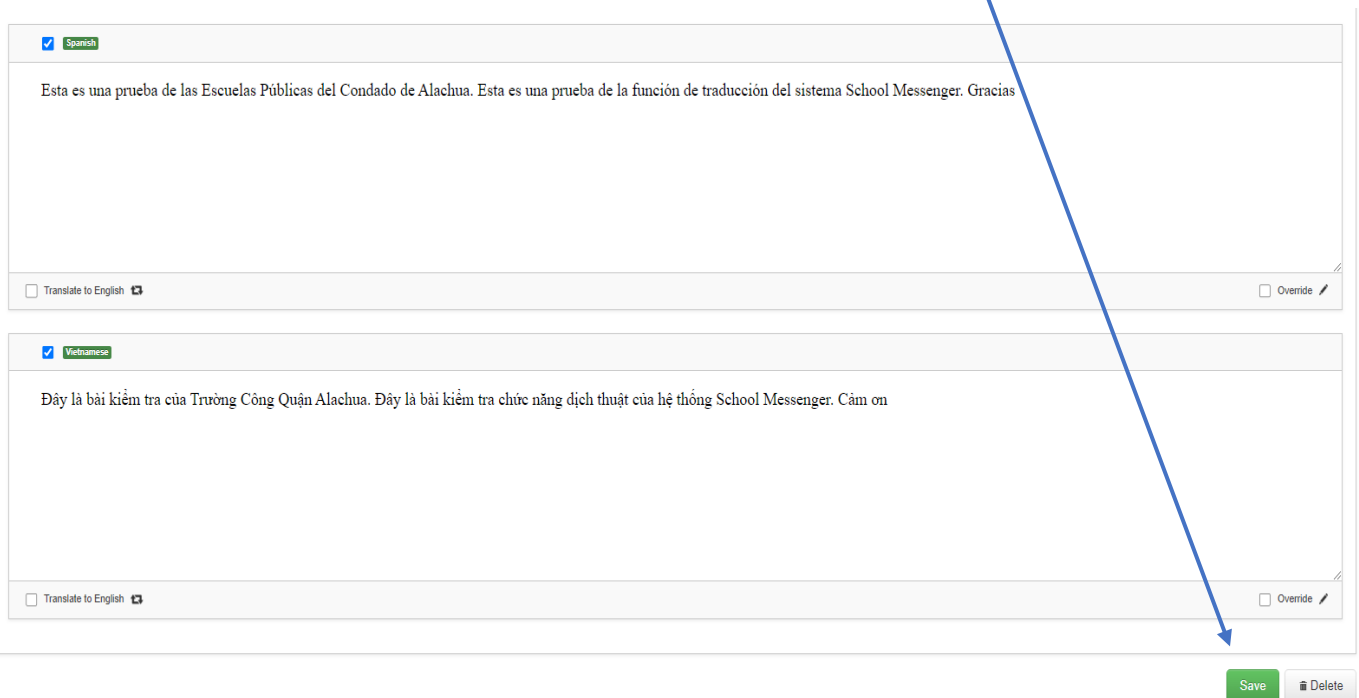 Spanish
Esta es una prueba de las Escuelas Públicas del Condado de Alachua. Esta es una prueba de la función de traducción del sistema School Messenger. Gracias
Translate to English
Override
Vietnamese
Đây là bài kiểm tra của Trường Công Quận Alachua. Đây là bài kiểm tra chức năng dịch thuật của hệ thống School Messenger. Cảm ơn
Translate to English
Override
Save
Delete